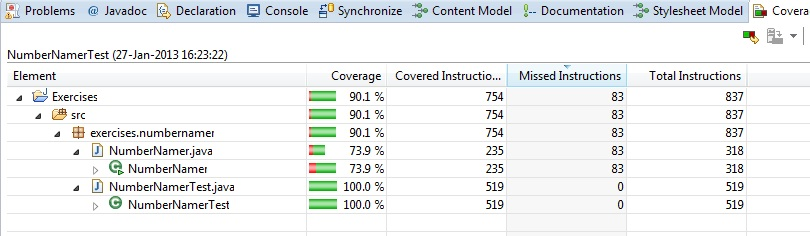 Problems @ Javadoc Declaration Console Synchronize Content Model Documentation Stylesheet Model Covera
NumberNamerTest (27-Jan-2013 16:23:22)
Element Coverage Covered Instructio... Missed Instructions Total Instructions
Exercises 90.1 % 754 83 837
src 90.1 % 754 83 837
exercises.numbernamer 90.1 % 754 83 837
NumberNamer.java 73.9 % 235 83 318
NumberNamer 73.9 % 235 83 318
NumberNamerTest.java 100.0 % 519 0 519
NumberNamerTest 100.0 % 519 0 519